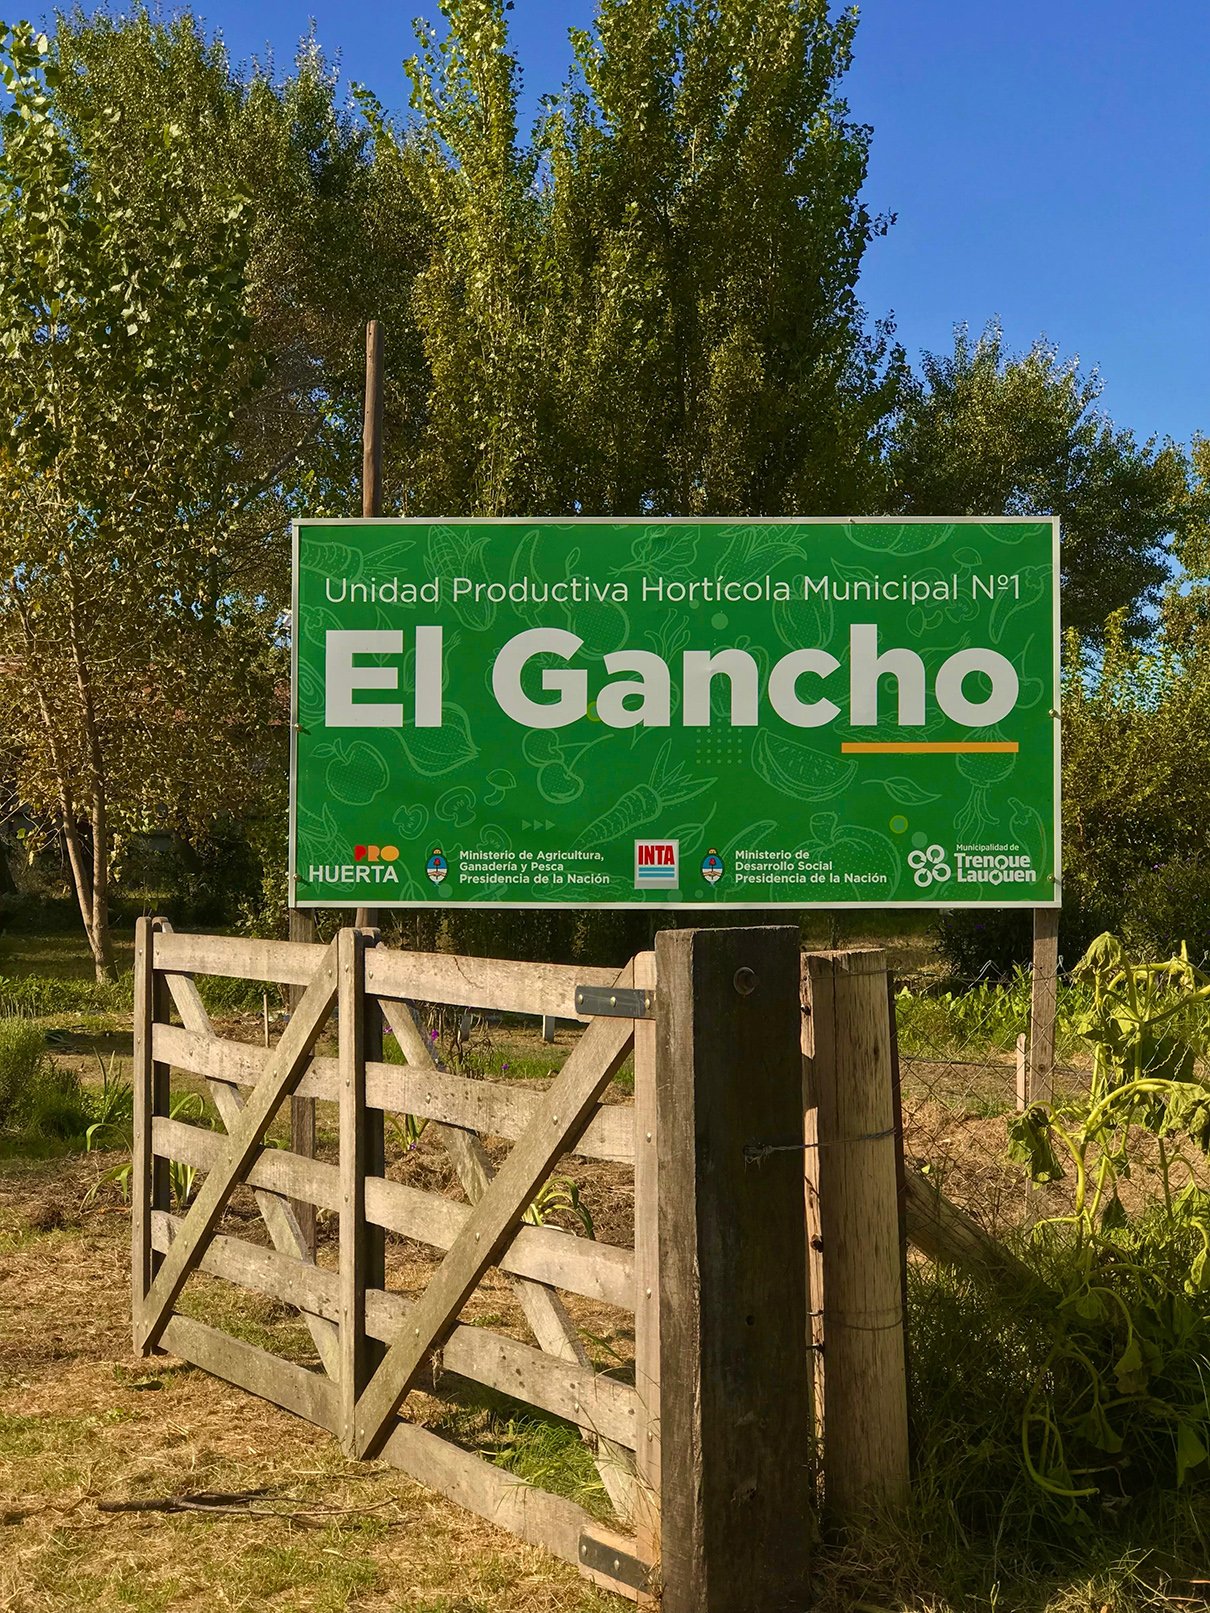 Unidad Productiva Hortícola Municipal Nº1
El Gancho
PRO
HUERTA
Ministerio de Agricultura,
Ganadería y Pesca
Presidencia de la Nación
INTA
Ministerio de
Desarrollo Social
Presidencia de la Nación
Municipalidad de
Trenque
Lauquen